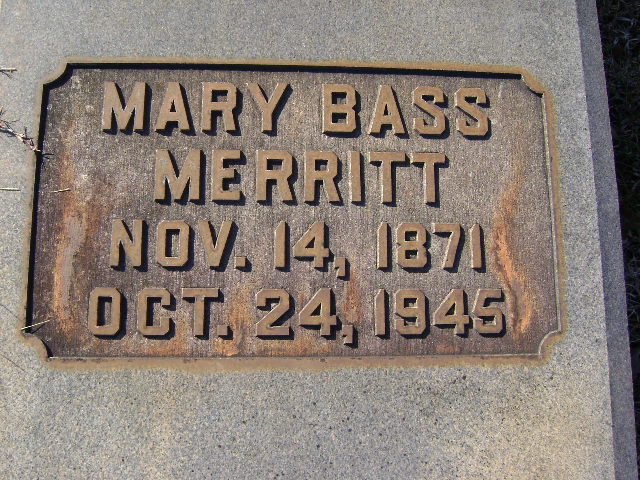 MARY BASS
MERRITT
NOV. 14, 1871
OCT. 24, 1945